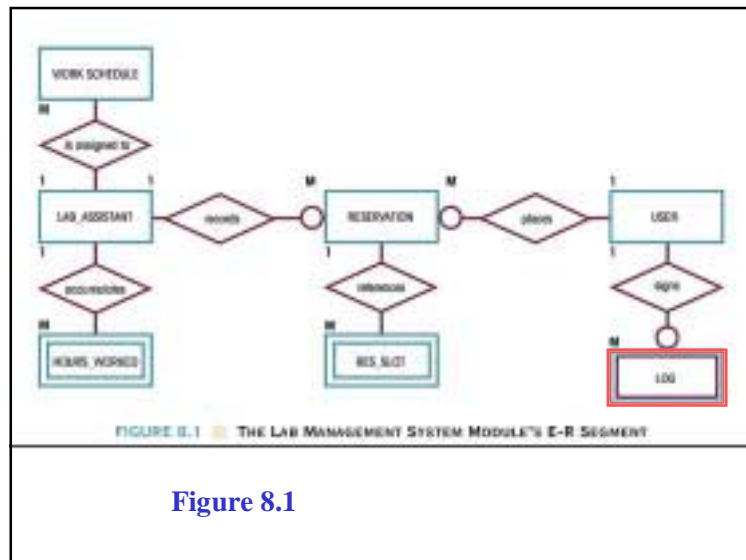 WORK SCHEDULE
M
is assigned to
1 1 M M 1
LAB_ASSISTANT records RESERVATION places USER
1 1 1
accumulates references signs
M M M
HOURS_WORKED RES_SLOT LOG
FIGURE 8.1 THE LAB MANAGEMENT SYSTEM MODULE'S E-R SEGMENT
Figure 8.1